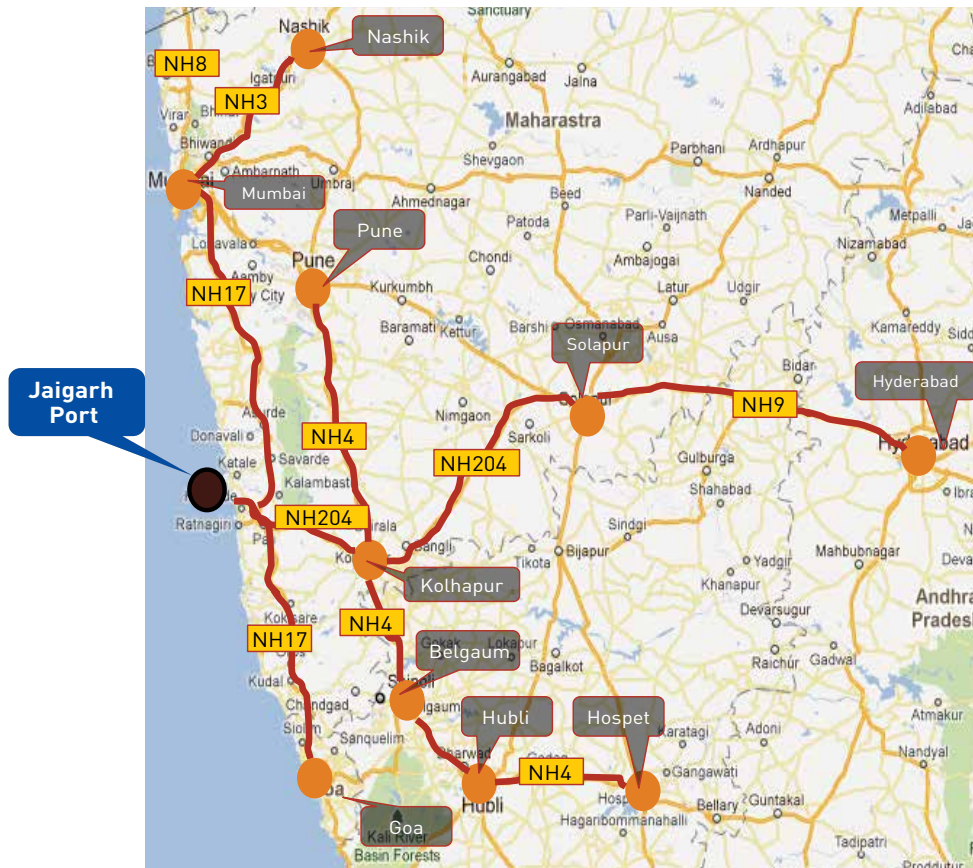 Sanctuary
Nashik
Nashik
NH8
Igatpuri
Aurangabad
Jalna
Adilabad
NH3
Virar
Maharastra
Bhiwandi
Shevgaon
Parbhani
Ardhapur
Ambarnath
Umbraj
Mumbai
Ahmednagar
Beed
Nanded
Patoda
Parli-Vaijnath
Metpalli
Pune
Lonavala
Pune
Nizamabad
Aamby
City
Chondi
Ambajogai
NH17
Kurkumbh
Latur
Udgir
Baramati
Kettur
Barshi
Osmanabad
Ausa
Kamareddy
Solapur
Bidar
Hyderabad
Jaigarh
Port
NH9
Nimgaon
Donavali
NH4
Sarkoli
Hyderabad
Katale
Savarde
NH204
Gulburga
Kalambast
Shahabad
Ratnagiri
NH204
Sangli
Sindgi
Tikota
Bijapur
Mahbubnagar
Yadgir
Kolhapur
Khanapur
Andhra
Pradesh
NH4
Devarsugur
NH17
Gokak
Lokapur
Belgaum
Bagalkot
Raichur
Gadwal
Kudal
Chandgad
Hubli
Hospet
Atmakur
Sanquelim
Karatagi
Adoni
Dharwad
Nandyal
NH4
Gangawati
Hubli
Bellary
Guntakal
Goa
Hagaribommanahalli
Kali River
Basin Forests
Tadipatri